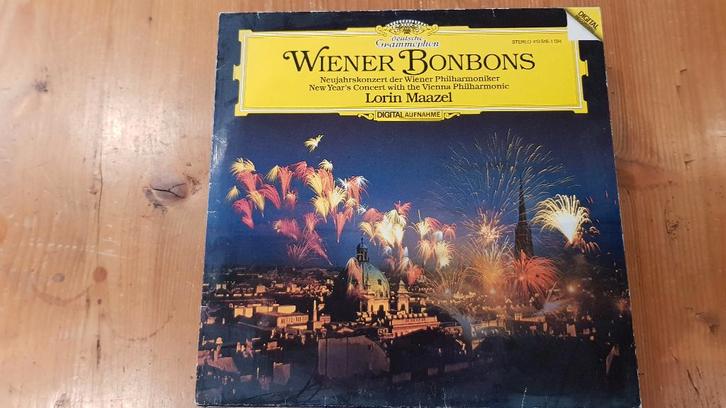 Deutsche
Grammophon
DIGITAL
STEREO
WIENER BONBONS
Neujahrskonzert der Wiener Philharmoniker
New Year's Concert with the Vienna Philharmonic
Lorin Maazel
DIGITAL AUFNAHME